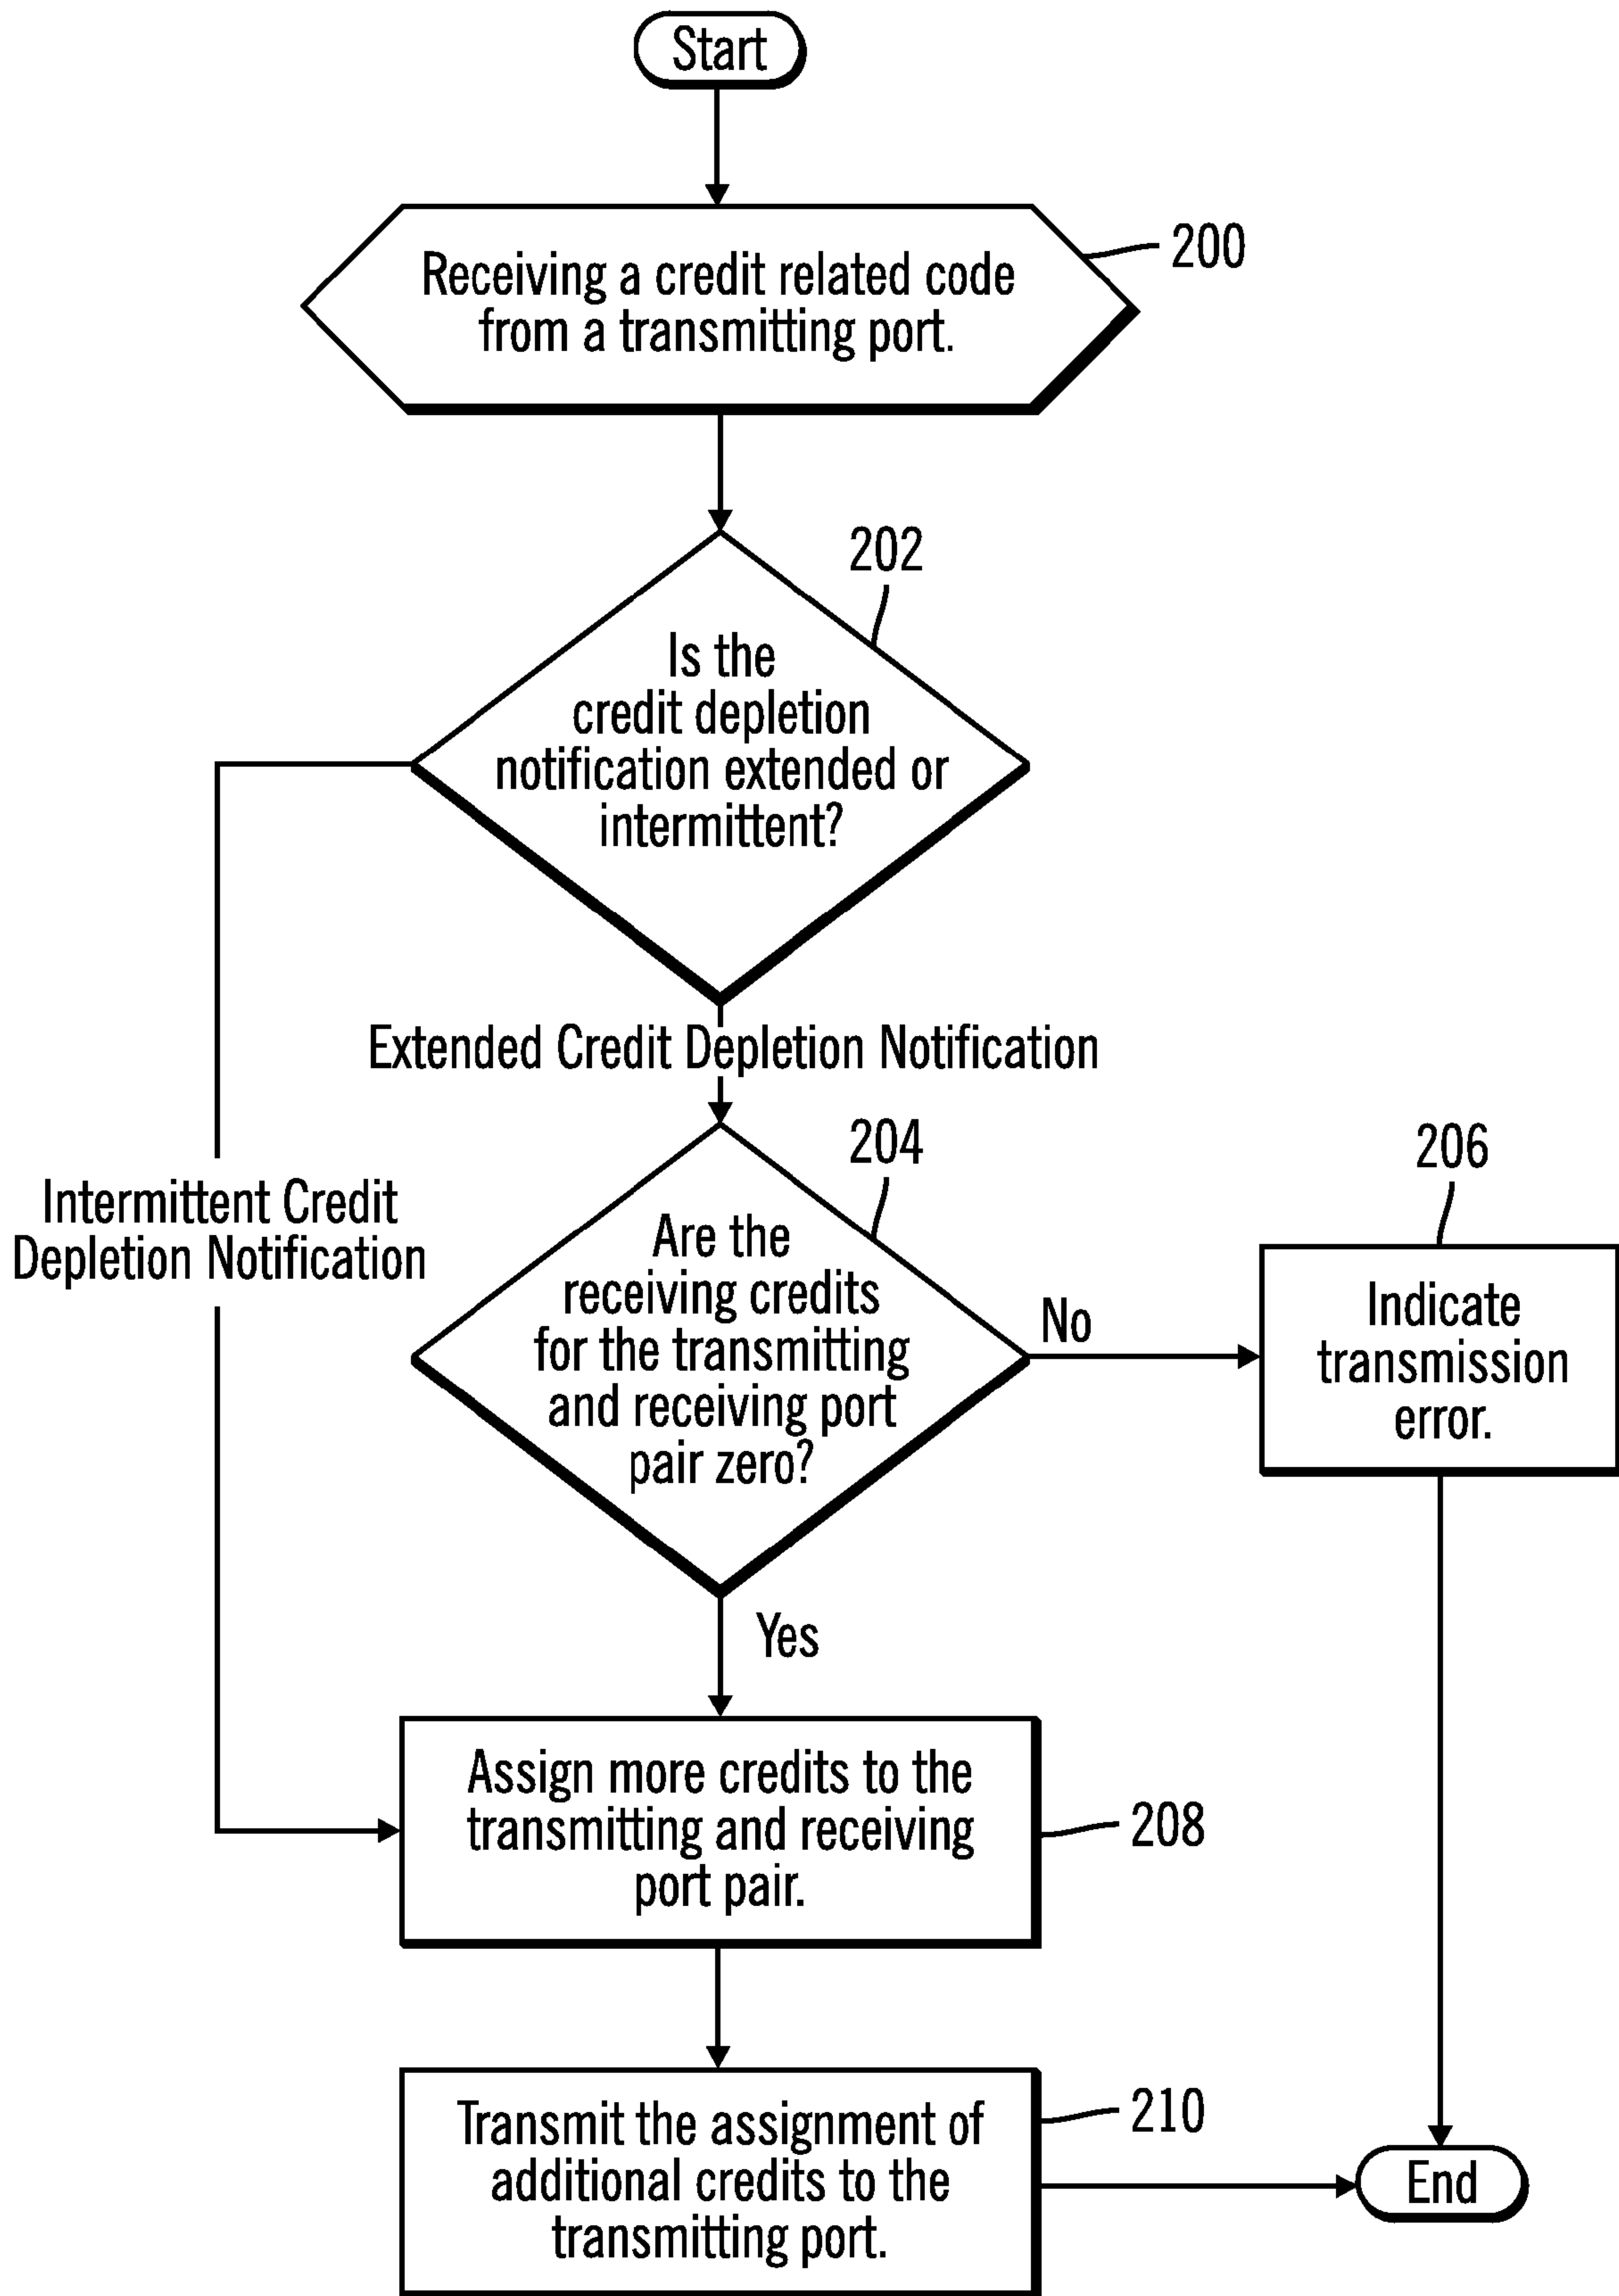 Start
Receiving a credit related code
from a transmitting port.
200
202
Is the
credit depletion
notification extended or
intermittent?
Extended Credit Depletion Notification
Intermittent Credit
Depletion Notification
204
Are the
receiving credits
for the transmitting
and receiving port
pair zero?
No
206
Indicate
transmission
error.
Yes
Assign more credits to the
transmitting and receiving
port pair.
208
Transmit the assignment of
additional credits to the
transmitting port.
210
End